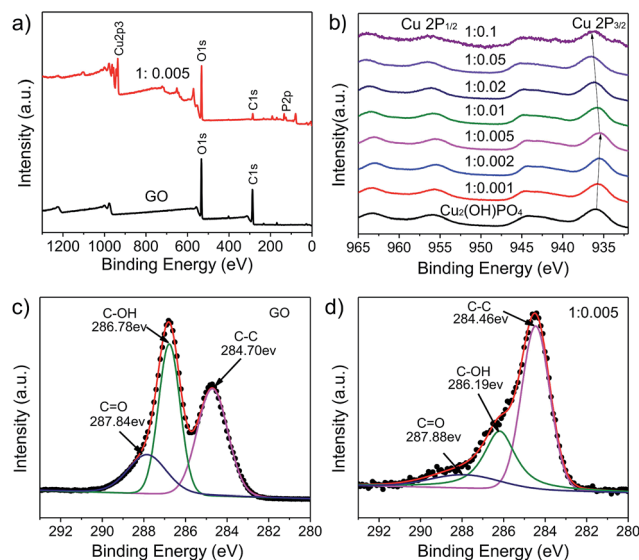 a)
Cu2p3
O1s
1: 0.005
C1s
P2p
O1s
C1s
GO
Intensity (a.u.)
1200 1000 800 600 400 200 0
Binding Energy (eV)
b)
Cu 2P1/2
Cu 2P3/2
1:0.1
1:0.05
1:0.02
1:0.01
1:0.005
1:0.002
1:0.001
Cu2(OH)PO4
Intensity(a.u.)
965 960 955 950 945 940 935
Binding Energy (eV)
c)
GO
C-OH
286.78ev
C-C
284.70ev
C=O
287.84ev
Intensity (a.u.)
292 290 288 286 284 282 280
Binding Energy (eV)
d)
1:0.005
C-C
284.46ev
C-OH
286.19ev
C=O
287.88ev
Intensity (a.u.)
292 290 288 286 284 282 280
Binding Energy (eV)